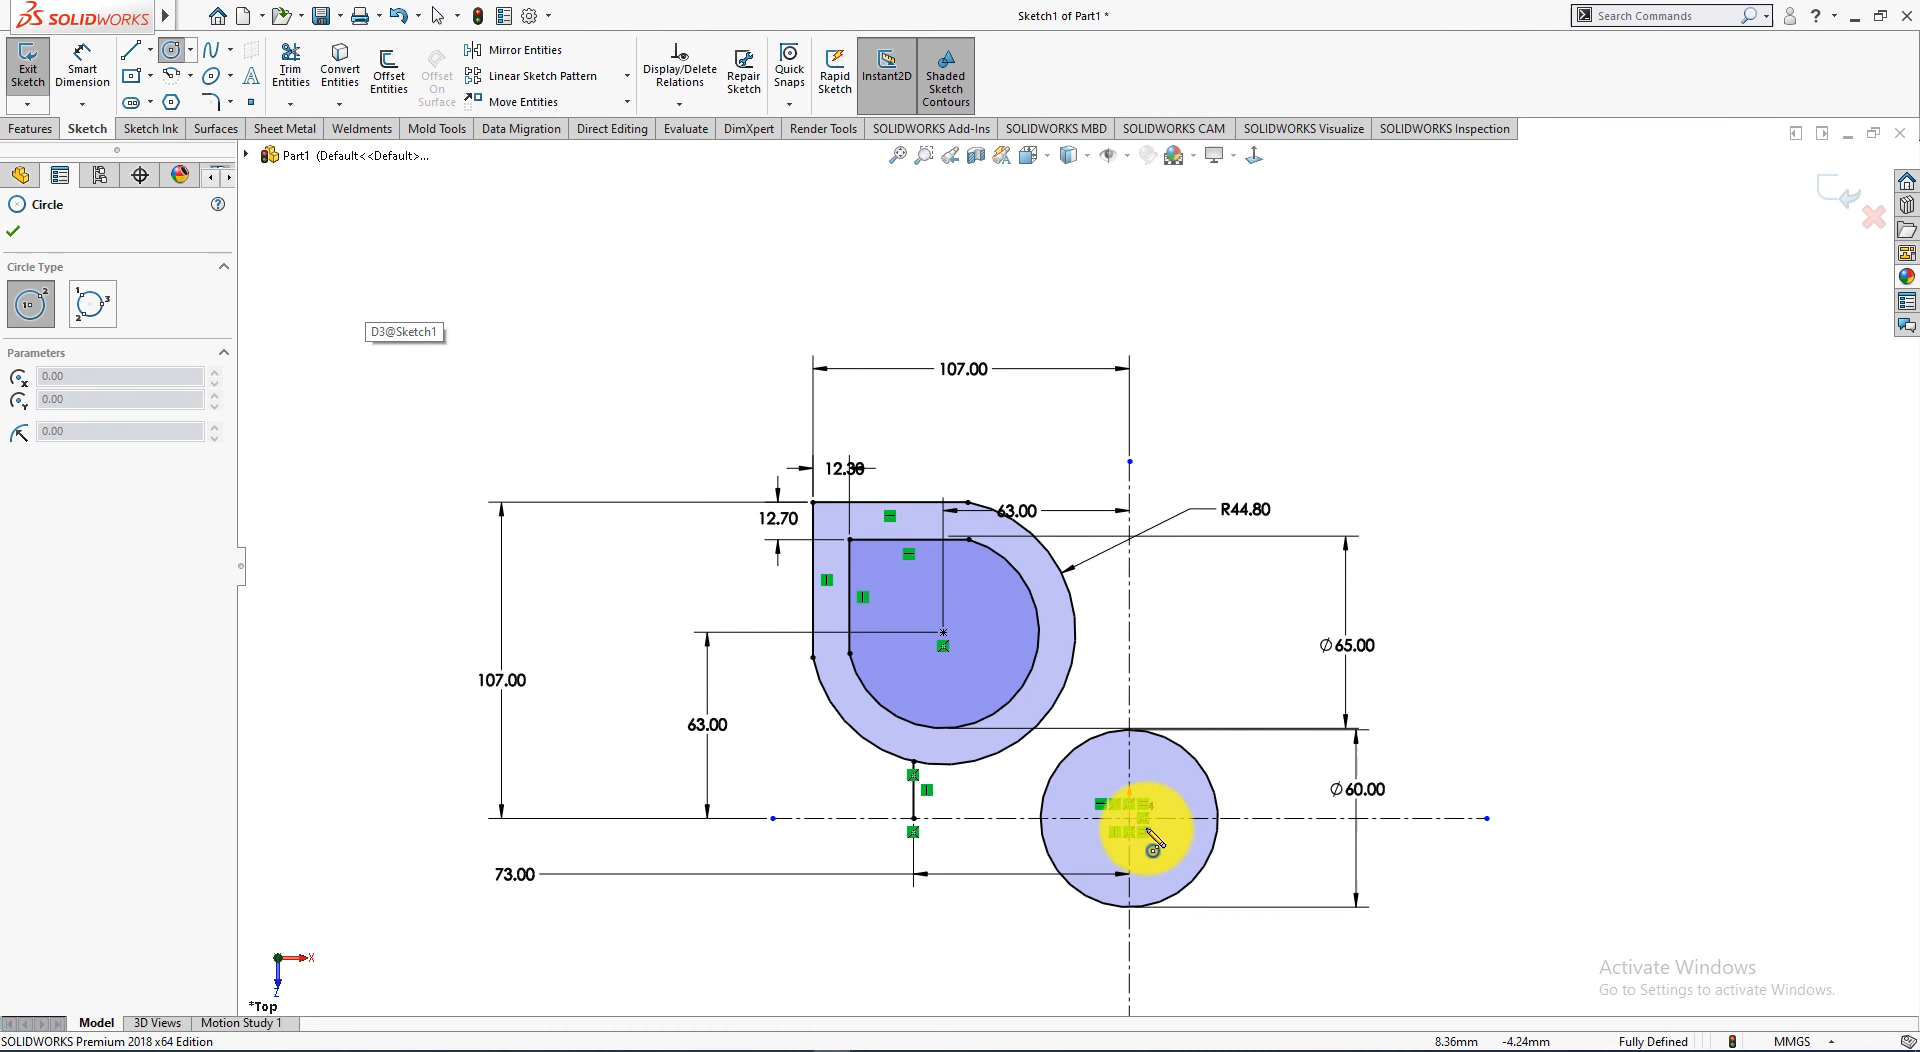 SOLIDWORKS
Sketch1 of Part1 *
Search Commands
Exit Sketch
Smart Dimension
Trim Entities
Convert Entities
Offset Entities
Offset On Surface
Mirror Entities
Linear Sketch Pattern
Move Entities
Display/Delete Relations
Repair Sketch
Quick Snaps
Rapid Sketch
Instant2D
Shaded Sketch Contours
Features
Sketch
Sketch Ink
Surfaces
Sheet Metal
Weldments
Mold Tools
Data Migration
Direct Editing
Evaluate
DimXpert
Render Tools
SOLIDWORKS Add-Ins
SOLIDWORKS MBD
SOLIDWORKS CAM
SOLIDWORKS Visualize
SOLIDWORKS Inspection
Part1 (Default<<Default>...
Circle
Circle Type
Parameters
0.00
0.00
0.00
D3@Sketch1
107.00
12.30
12.70
63.00
R44.80
107.00
63.00
∅65.00
∅60.00
73.00
X
Z
*Top
Activate Windows
Go to Settings to activate Windows.
Model
3D Views
Motion Study 1
SOLIDWORKS Premium 2018 x64 Edition
8.36mm
-4.24mm
Fully Defined
MMGS